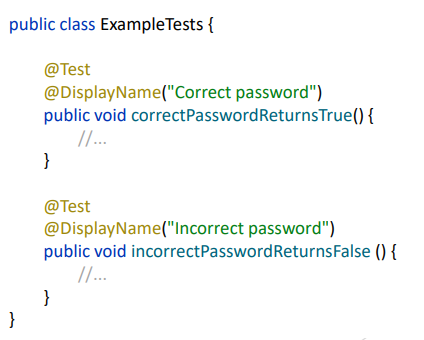 public class ExampleTests {
@Test
@DisplayName("Correct password")
public void correctPasswordReturnsTrue() {
//...
}
@Test
@DisplayName("Incorrect password")
public void incorrectPasswordReturnsFalse () {
//...
}
}